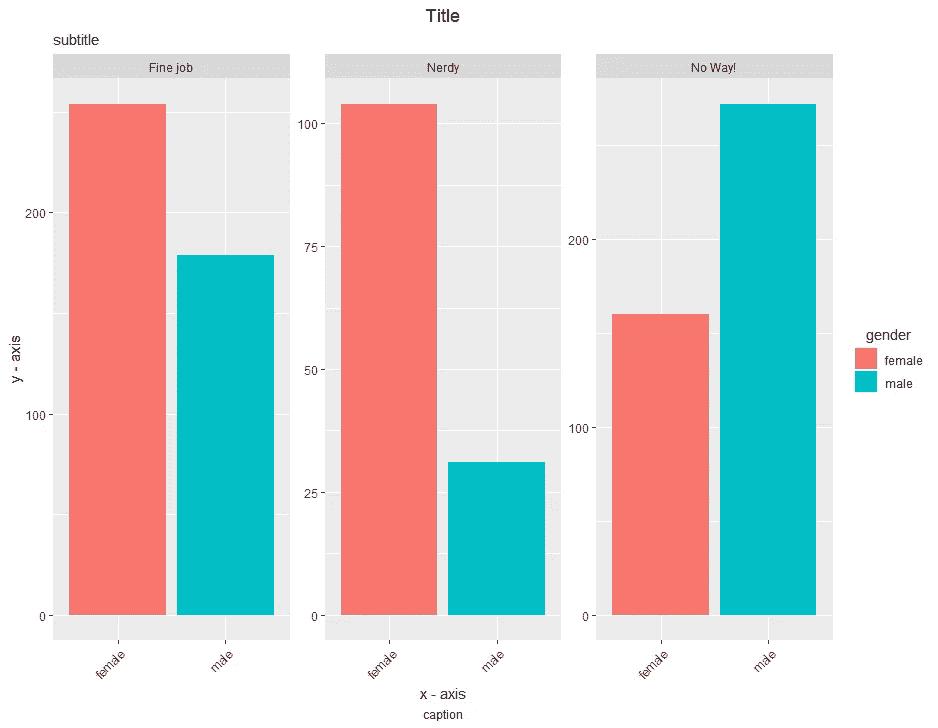 Title
subtitle
Fine job
Nerdy
No Way!
y - axis
200
100
0
100
75
50
25
0
200
100
0
female
male
female
male
female
male
x - axis
caption
gender
female
male